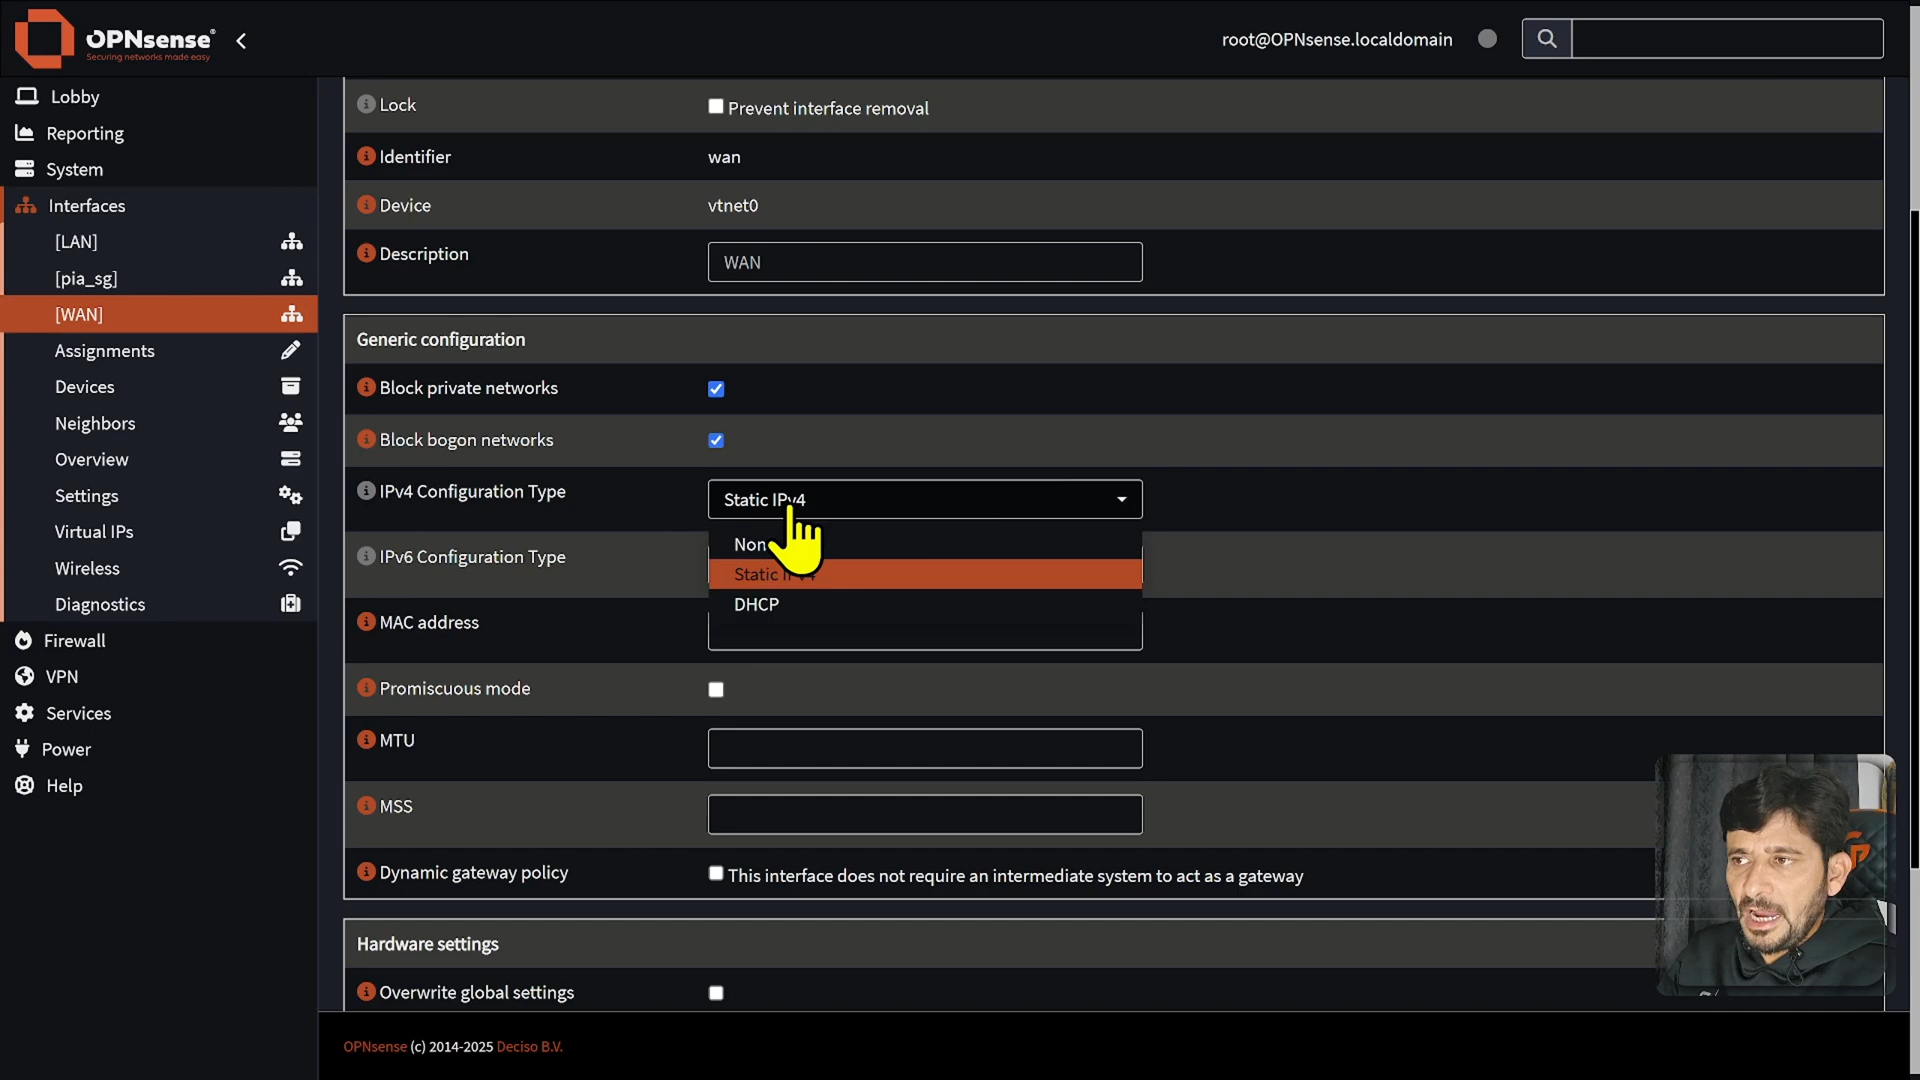 OPNsense®
Securing networks made easy
root@OPNsense.localdomain
Lobby
Reporting
System
Interfaces
[LAN]
[pia_sg]
[WAN]
Assignments
Devices
Neighbors
Overview
Settings
Virtual IPs
Wireless
Diagnostics
Firewall
VPN
Services
Power
Help
Lock
Prevent interface removal
Identifier
wan
Device
vtnet0
Description
WAN
Generic configuration
Block private networks
Block bogon networks
IPv4 Configuration Type
Static IPv4
Non
Static
DHCP
IPv6 Configuration Type
MAC address
Promiscuous mode
MTU
MSS
Dynamic gateway policy
This interface does not require an intermediate system to act as a gateway
Hardware settings
Overwrite global settings
OPNsense (c) 2014-2025 Deciso B.V.